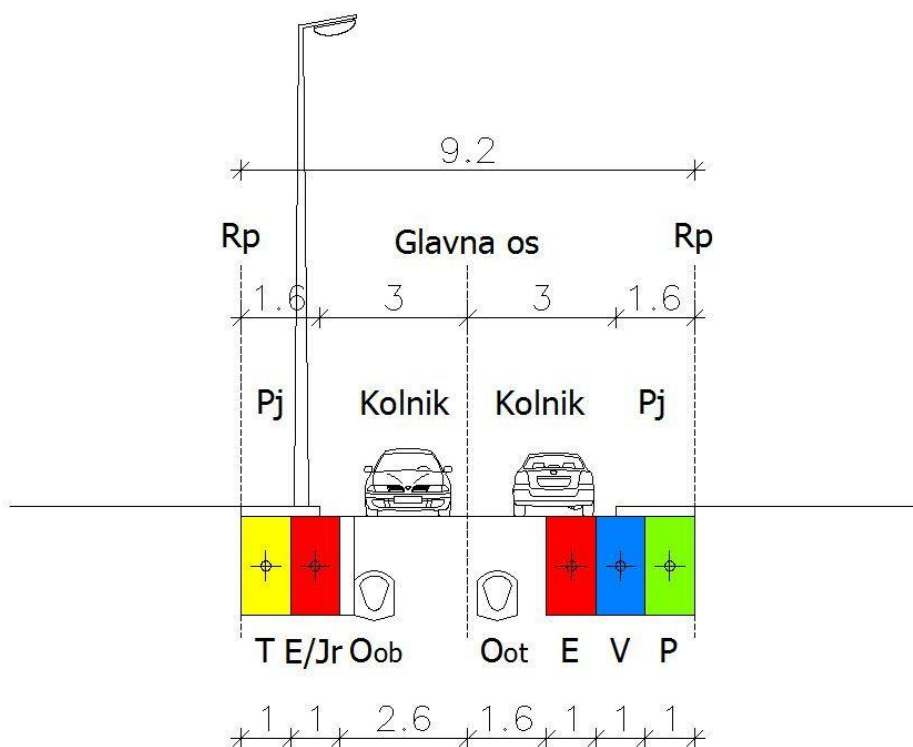 9.2
Rp Glavna os Rp
1.6 3 3 1.6
Pj Kolnik Kolnik Pj
T E/Jr Oob Oot E V P
1 1 2.6 1.6 1 1 1